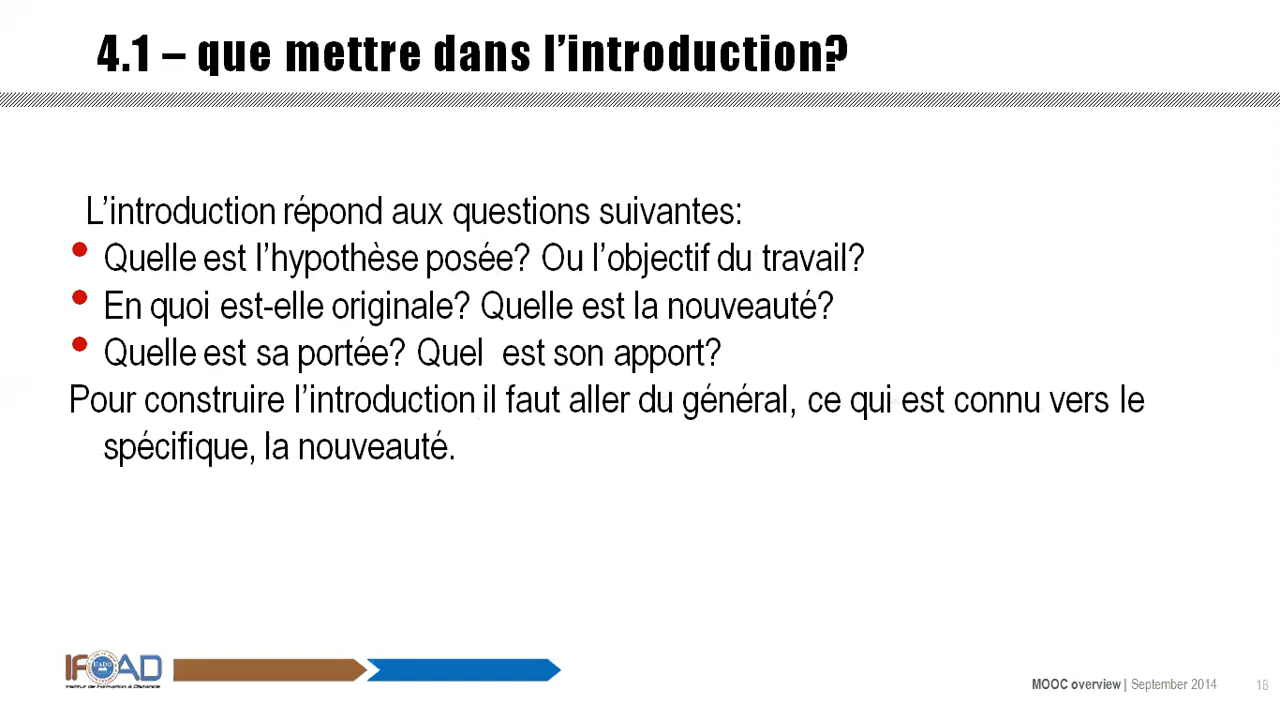 4.1 – que mettre dans l’introduction?
L’introduction répond aux questions suivantes:
• Quelle est l’hypothèse posée? Ou l’objectif du travail?
• En quoi est-elle originale? Quelle est la nouveauté?
• Quelle est sa portée? Quel est son apport?
Pour construire l’introduction il faut aller du général, ce qui est connu vers le
spécifique, la nouveauté.
IFOAD
Institut de Formation à Distance
MOOC overview | September 2014